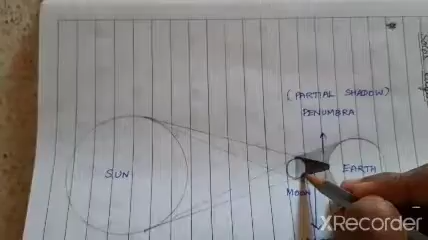 (PARTIAL SHADOW)
PENUMBRA
SUN
EARTH
MOON
XRecorder